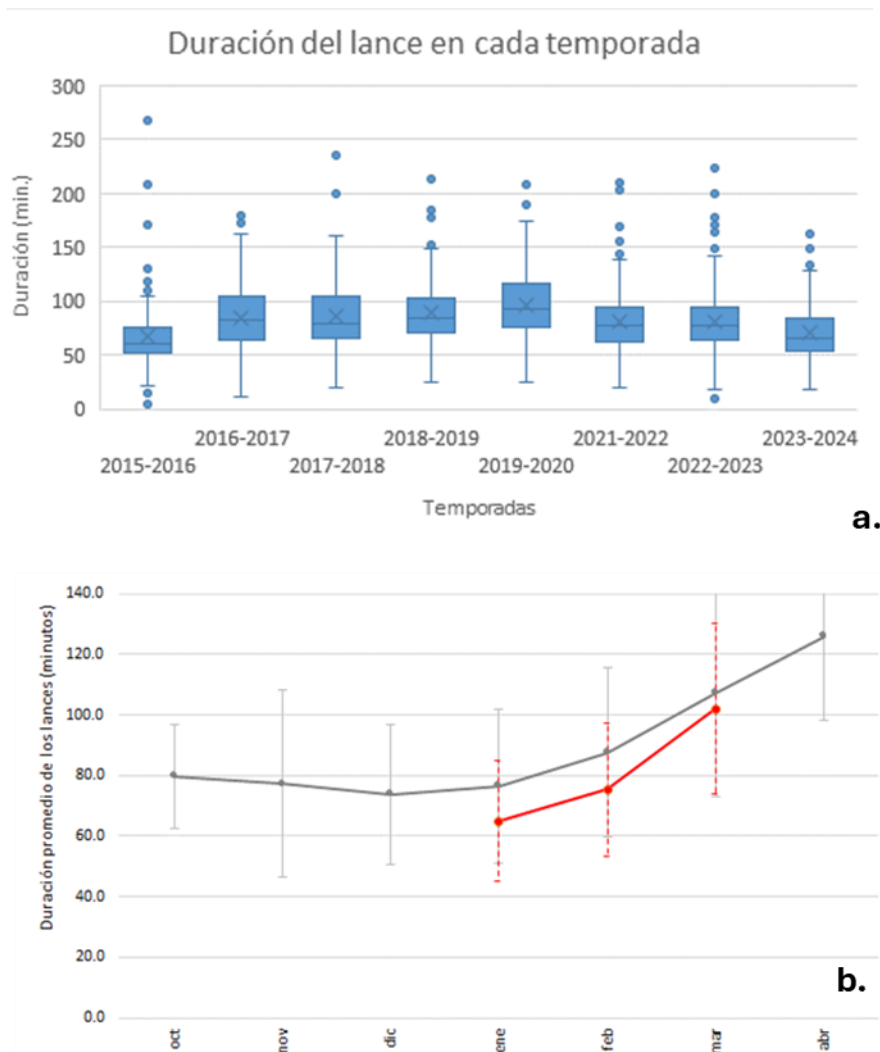 Duración del lance en cada temporada
300
250
200
150
100
50
0
Duración (min.)
2016-2017 2018-2019 2021-2022 2023-2024
2015-2016 2017-2018 2019-2020 2022-2023
Temporadas
a.
140.0
120.0
100.0
80.0
60.0
40.0
20.0
0.0
Duración promedio de los lances (minutos)
oct nov dic ene feb mar abr
b.